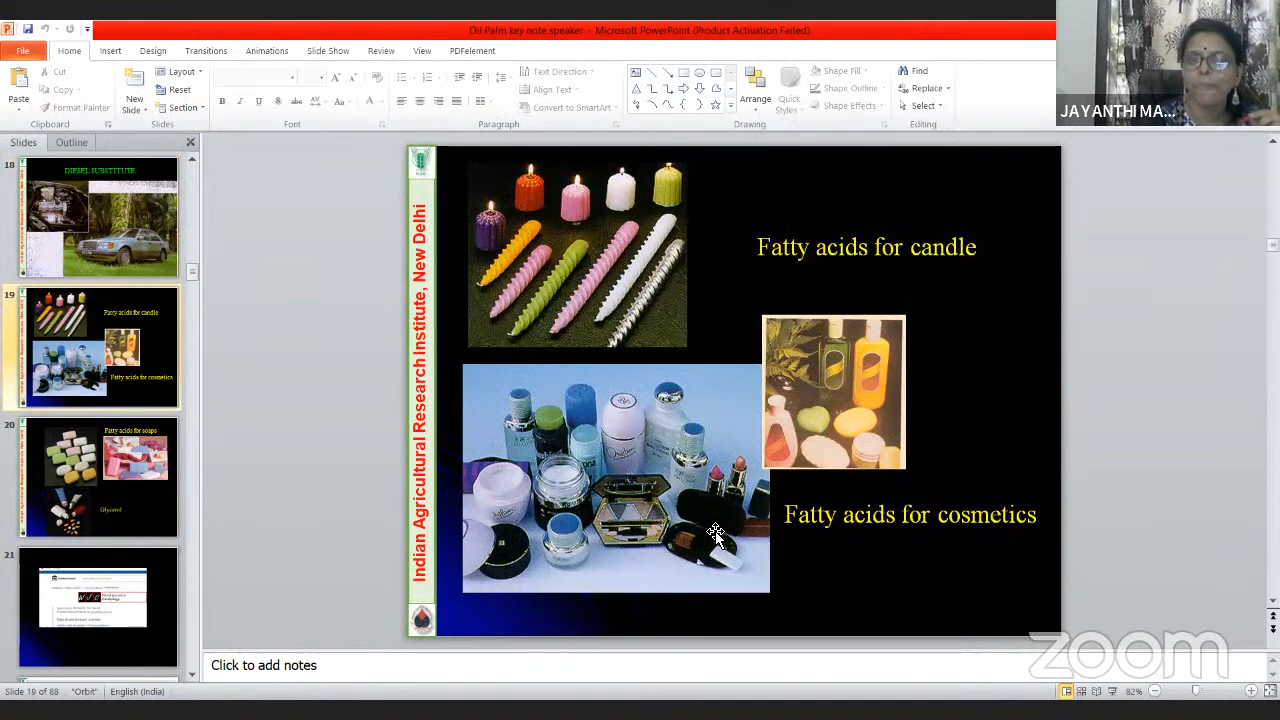 Oil Palm key note speaker - Microsoft PowerPoint (Product Activation Failed)
File Home Insert Design Transitions Animations Slide Show Review View PDFelement
Paste
Cut
Copy
Format Painter
Clipboard
New Slide
Layout
Reset
Section
Slides
Font
Text Direction
Align Text
Convert to SmartArt
Paragraph
Arrange
Quick Styles
Shape Fill
Shape Outline
Shape Effects
Drawing
Find
Replace
Select
Editing
JAYANTHI MA...
Slides Outline
18
DIESEL SUBSTITUTE
19
Fatty acids for candle
Fatty acids for cosmetics
20
Fatty acids for soaps
Glycerol
21
Indian Agricultural Research Institute, New Delhi
Fatty acids for candle
Fatty acids for cosmetics
zoom
Click to add notes
Slide 19 of 88 "Orbit" English (India) 82%